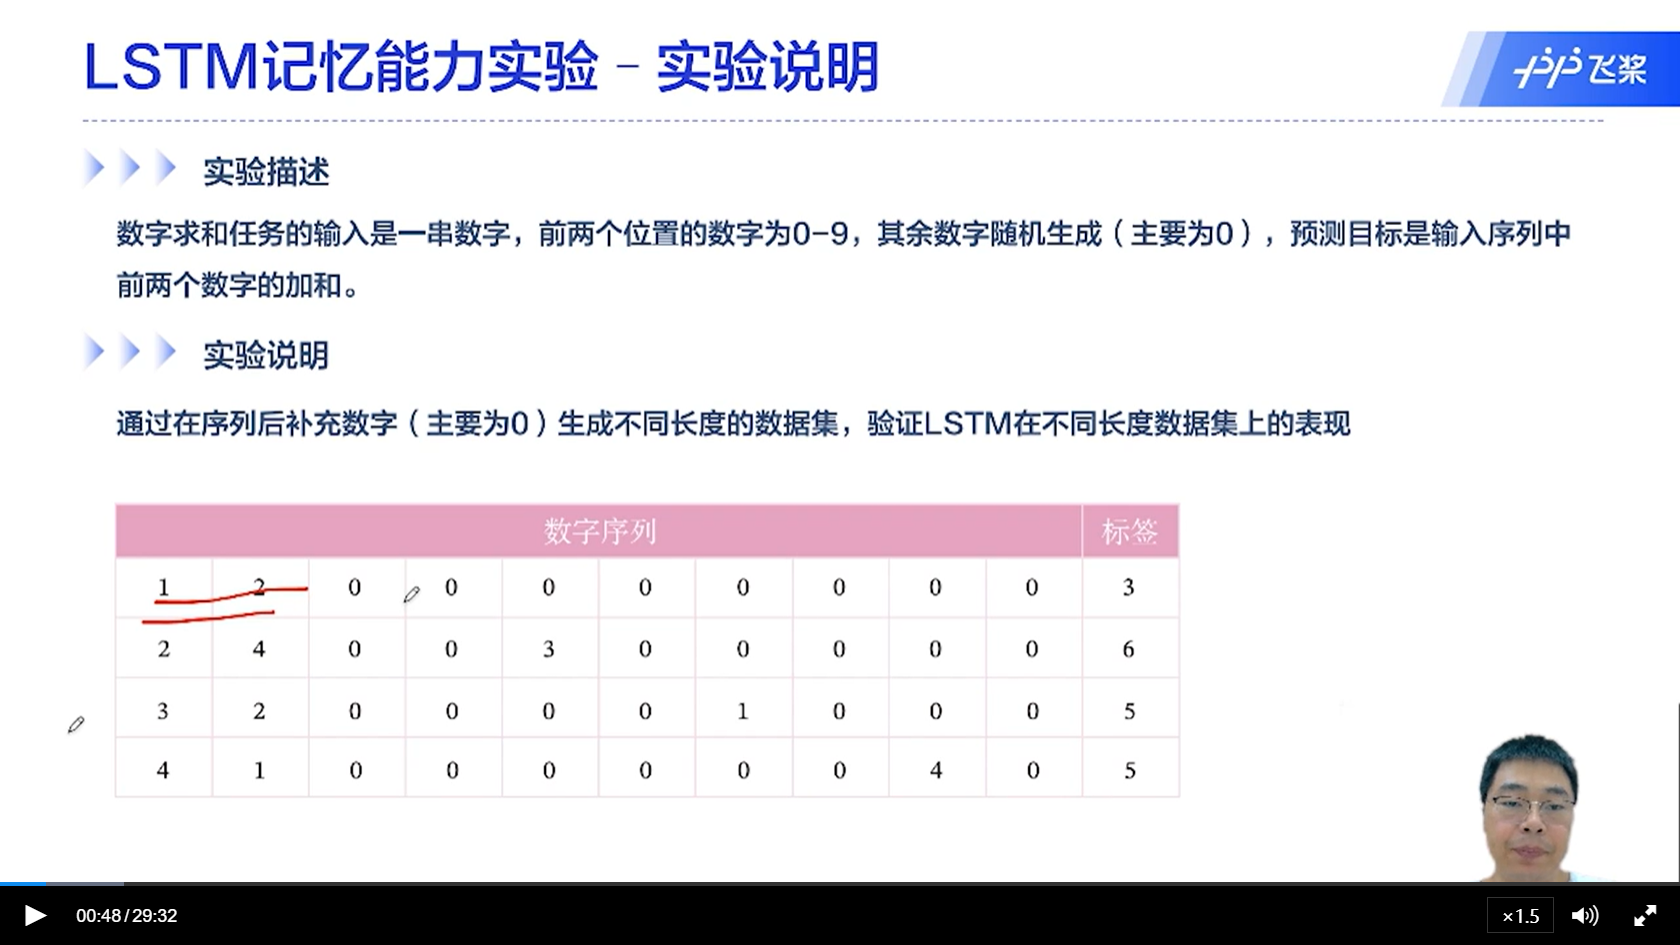 LSTM记忆能力实验 - 实验说明
飞桨
实验描述
数字求和任务的输入是一串数字，前两个位置的数字为0-9，其余数字随机生成（主要为0），预测目标是输入序列中
前两个数字的加和。
实验说明
通过在序列后补充数字（主要为0）生成不同长度的数据集，验证LSTM在不同长度数据集上的表现
数字序列 标签
1 2 0 0 0 0 0 0 0 0 3
2 4 0 0 3 0 0 0 0 0 6
3 2 0 0 0 0 1 0 0 0 5
4 1 0 0 0 0 0 0 4 0 5
00:48/29:32 ×1.5